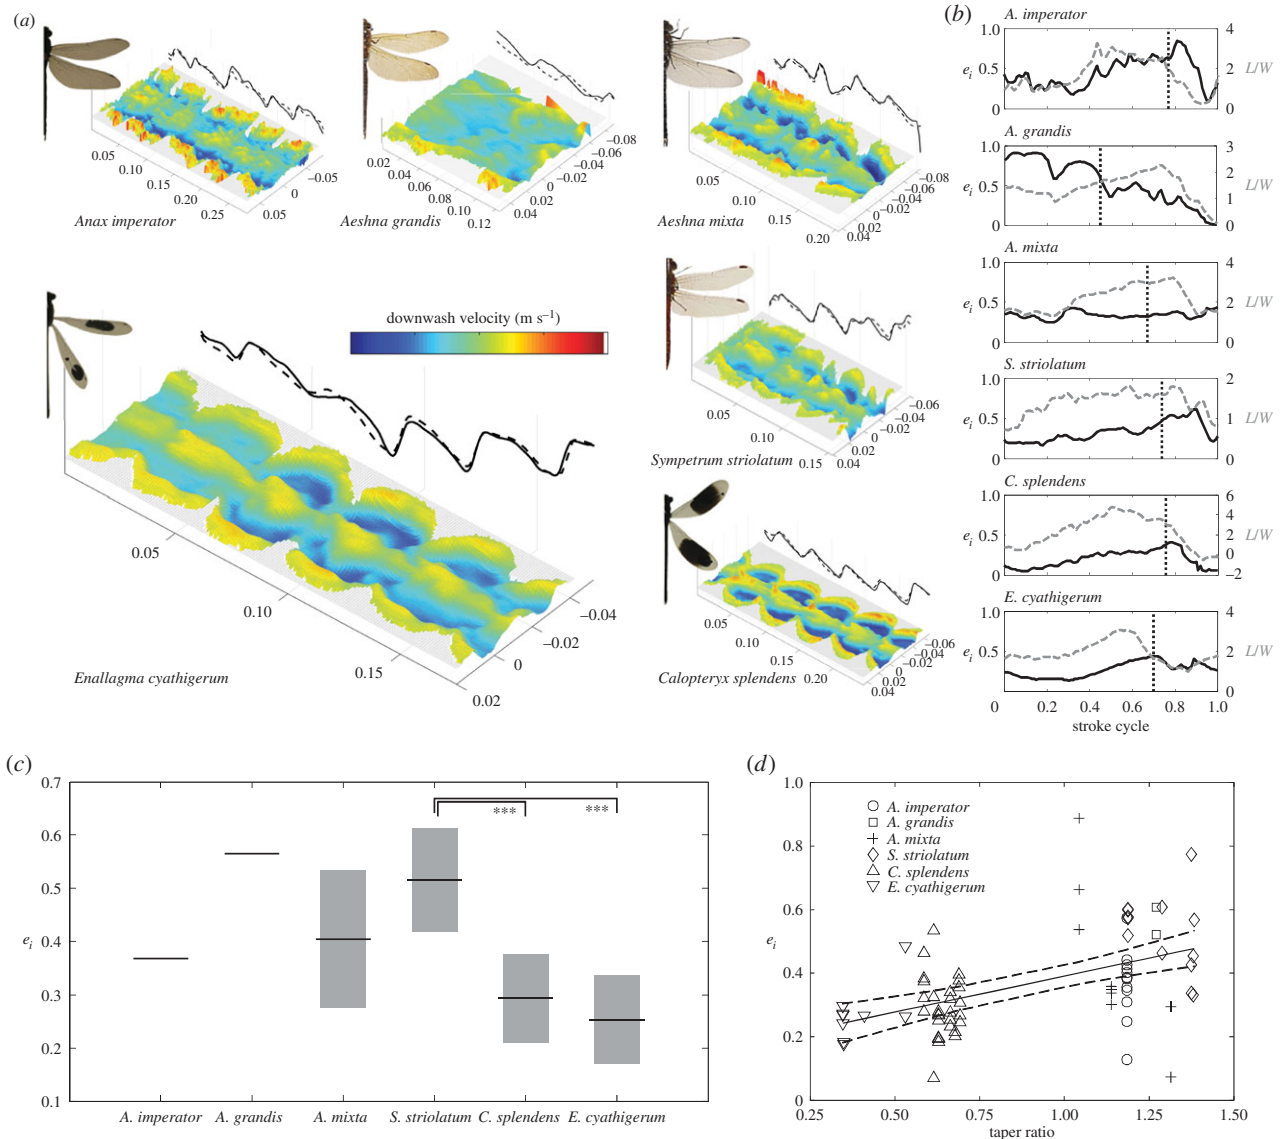 (a)
0.05
0.10
0.15
0.20
0.25
0.05
0
−0.05
Anax imperator
0.02
0.04
0.06
0.08
0.10
0.12
0.04
0.02
0
−0.02
−0.04
−0.06
−0.08
Aeshna grandis
0.05
0.10
0.15
0.20
0.04
0.02
0
−0.02
−0.04
−0.06
−0.08
Aeshna mixta
downwash velocity (m s⁻¹)
0.05
0.10
0.15
0.02
0
−0.02
−0.04
Enallagma cyathigerum
0.05
0.10
0.15
0.04
0.02
0
−0.02
−0.04
−0.06
Sympetrum striolatum
0.05
0.10
0.15
0.20
0.04
0.02
0
−0.02
−0.04
−0.06
Calopteryx splendens
(b)
A. imperator
1.0
0.5
0
e_i
4
2
0
L/W
A. grandis
1.0
0.5
0
e_i
3
2
1
0
L/W
A. mixta
1.0
0.5
0
e_i
4
2
0
L/W
S. striolatum
1.0
0.5
0
e_i
2
1
0
L/W
C. splendens
1.0
0.5
0
e_i
6
4
2
0
−2
L/W
E. cyathigerum
1.0
0.5
e_i
4
2
0
L/W
0 0.2 0.4 0.6 0.8 1.0
stroke cycle
(c)
0.7
0.6
0.5
0.4
0.3
0.2
0.1
e_i
*** ***
A. imperator A. grandis A. mixta S. striolatum C. splendens E. cyathigerum
(d)
1.0
0.8
0.6
0.4
0.2
0
e_i
A. imperator
A. grandis
A. mixta
S. striolatum
C. splendens
E. cyathigerum
0.25 0.50 0.75 1.00 1.25 1.50
taper ratio